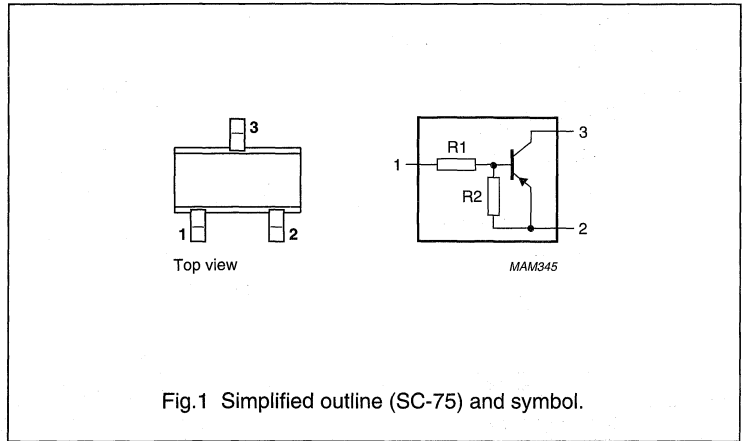 3
1
2
Top view
R1
R2
1
3
2
MAM345
Fig.1 Simplified outline (SC-75) and symbol.